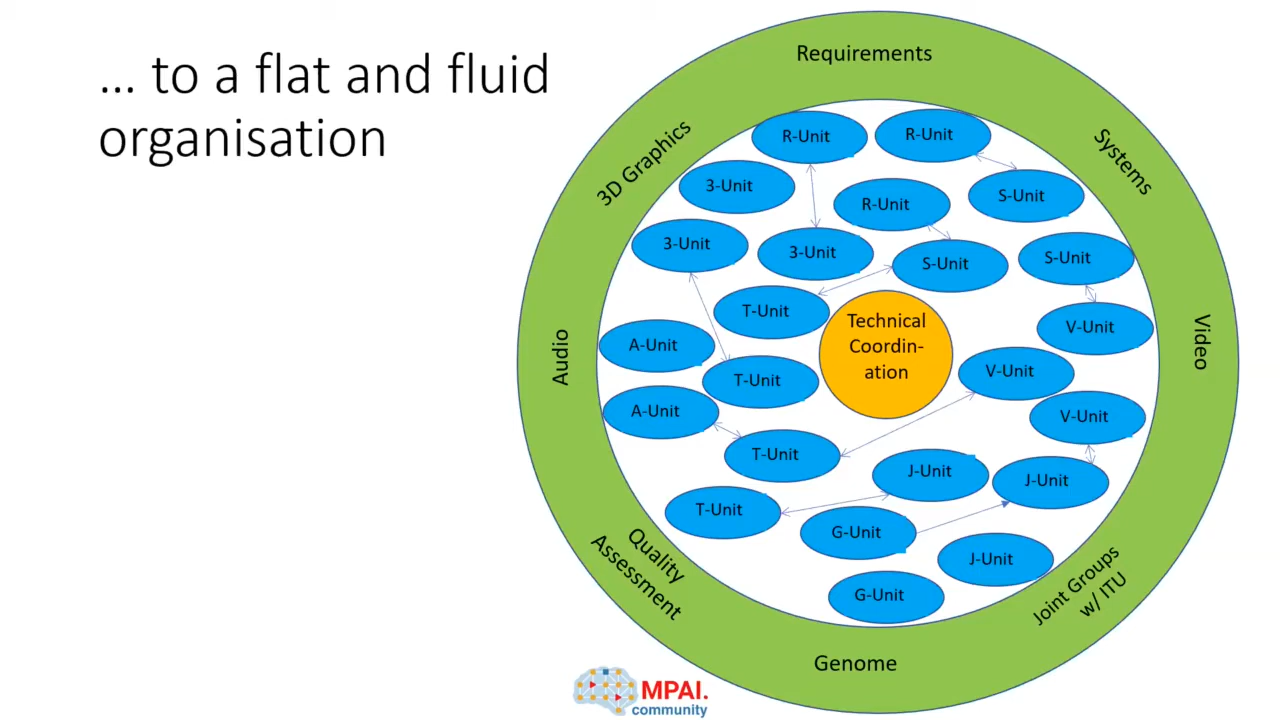 ... to a flat and fluid
organisation
Requirements
3D Graphics
Systems
R-Unit
R-Unit
3-Unit
R-Unit
S-Unit
3-Unit
3-Unit
S-Unit
S-Unit
T-Unit
Technical
Coordin-
ation
V-Unit
Audio
Video
A-Unit
T-Unit
V-Unit
A-Unit
V-Unit
T-Unit
J-Unit
J-Unit
T-Unit
G-Unit
J-Unit
G-Unit
Quality
Assessment
Joint Groups
w/ ITU
Genome
MPAI.
community